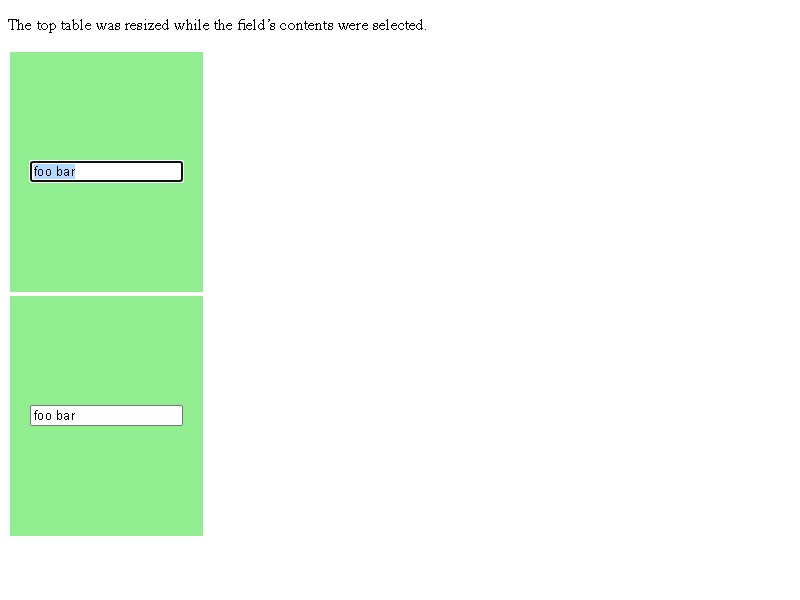 The top table was resized while the field’s contents were selected.
foo bar
foo bar